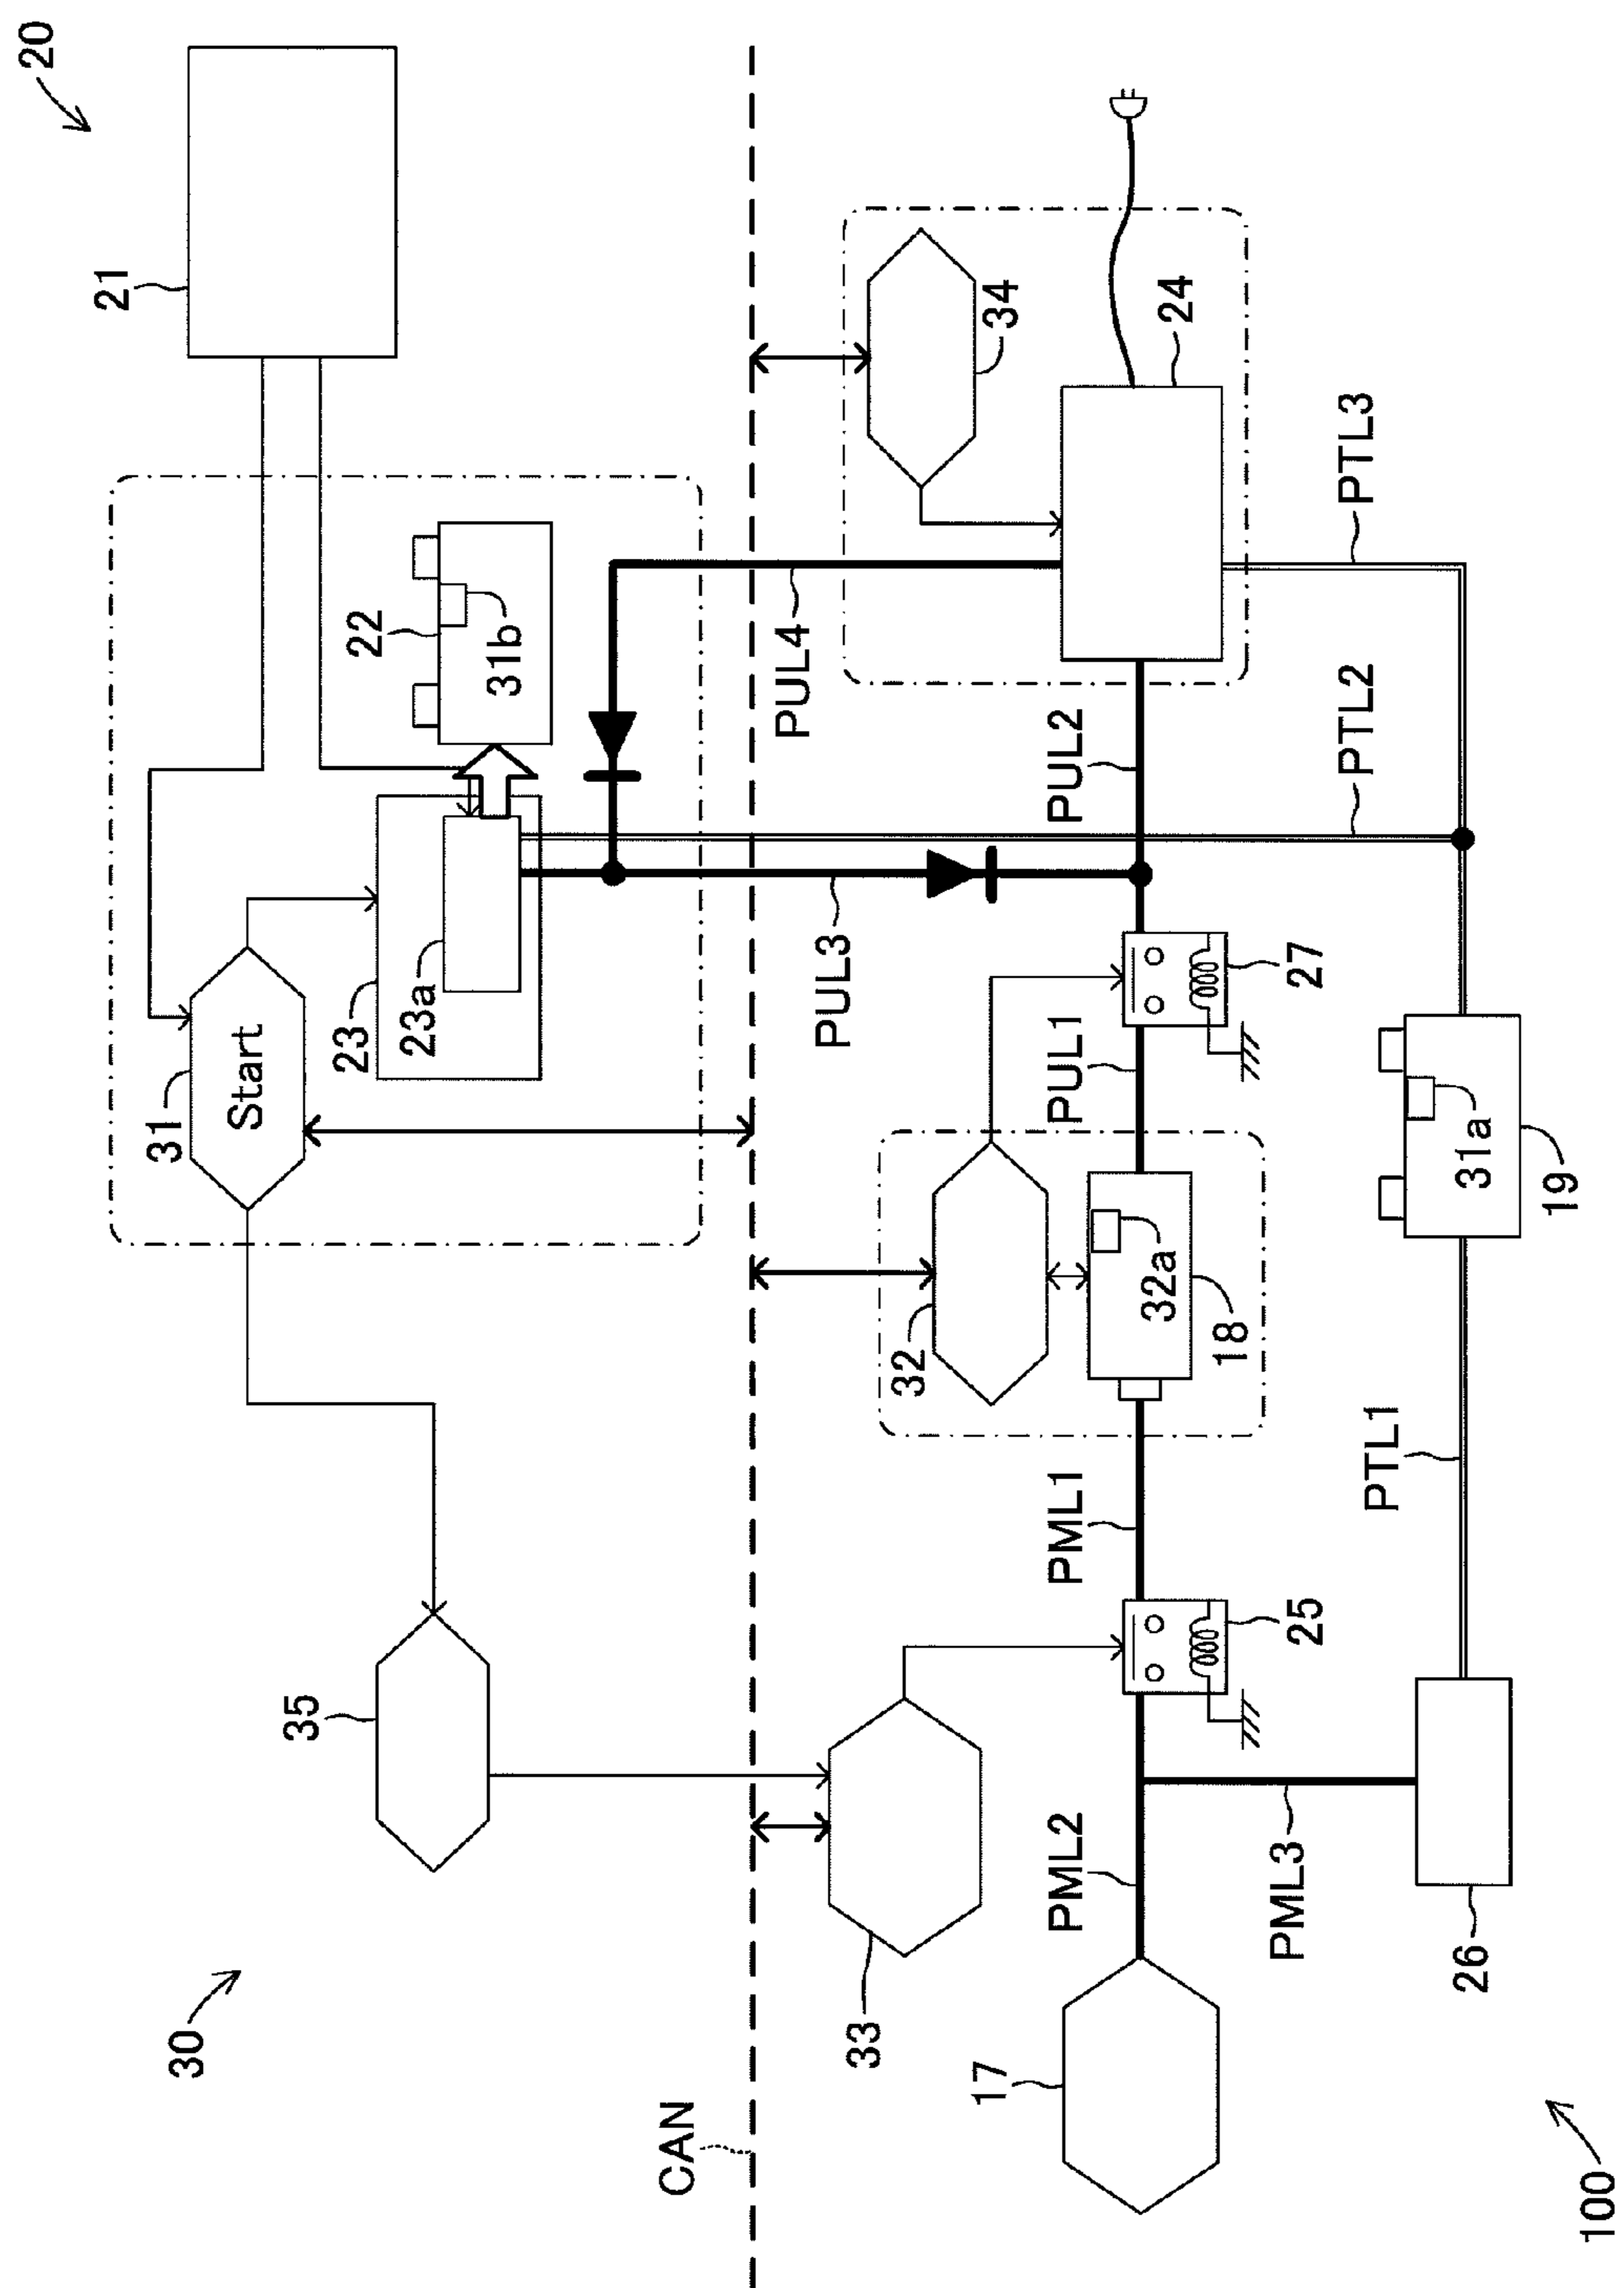 20
21
22
31b
31
Start
23
23a
35
30
CAN
34
24
PUL4
PUL2
PUL3
PTL3
PTL2
27
PUL1
32
32a
18
31a
19
PML1
PTL1
25
33
PML2
PML3
17
26
100